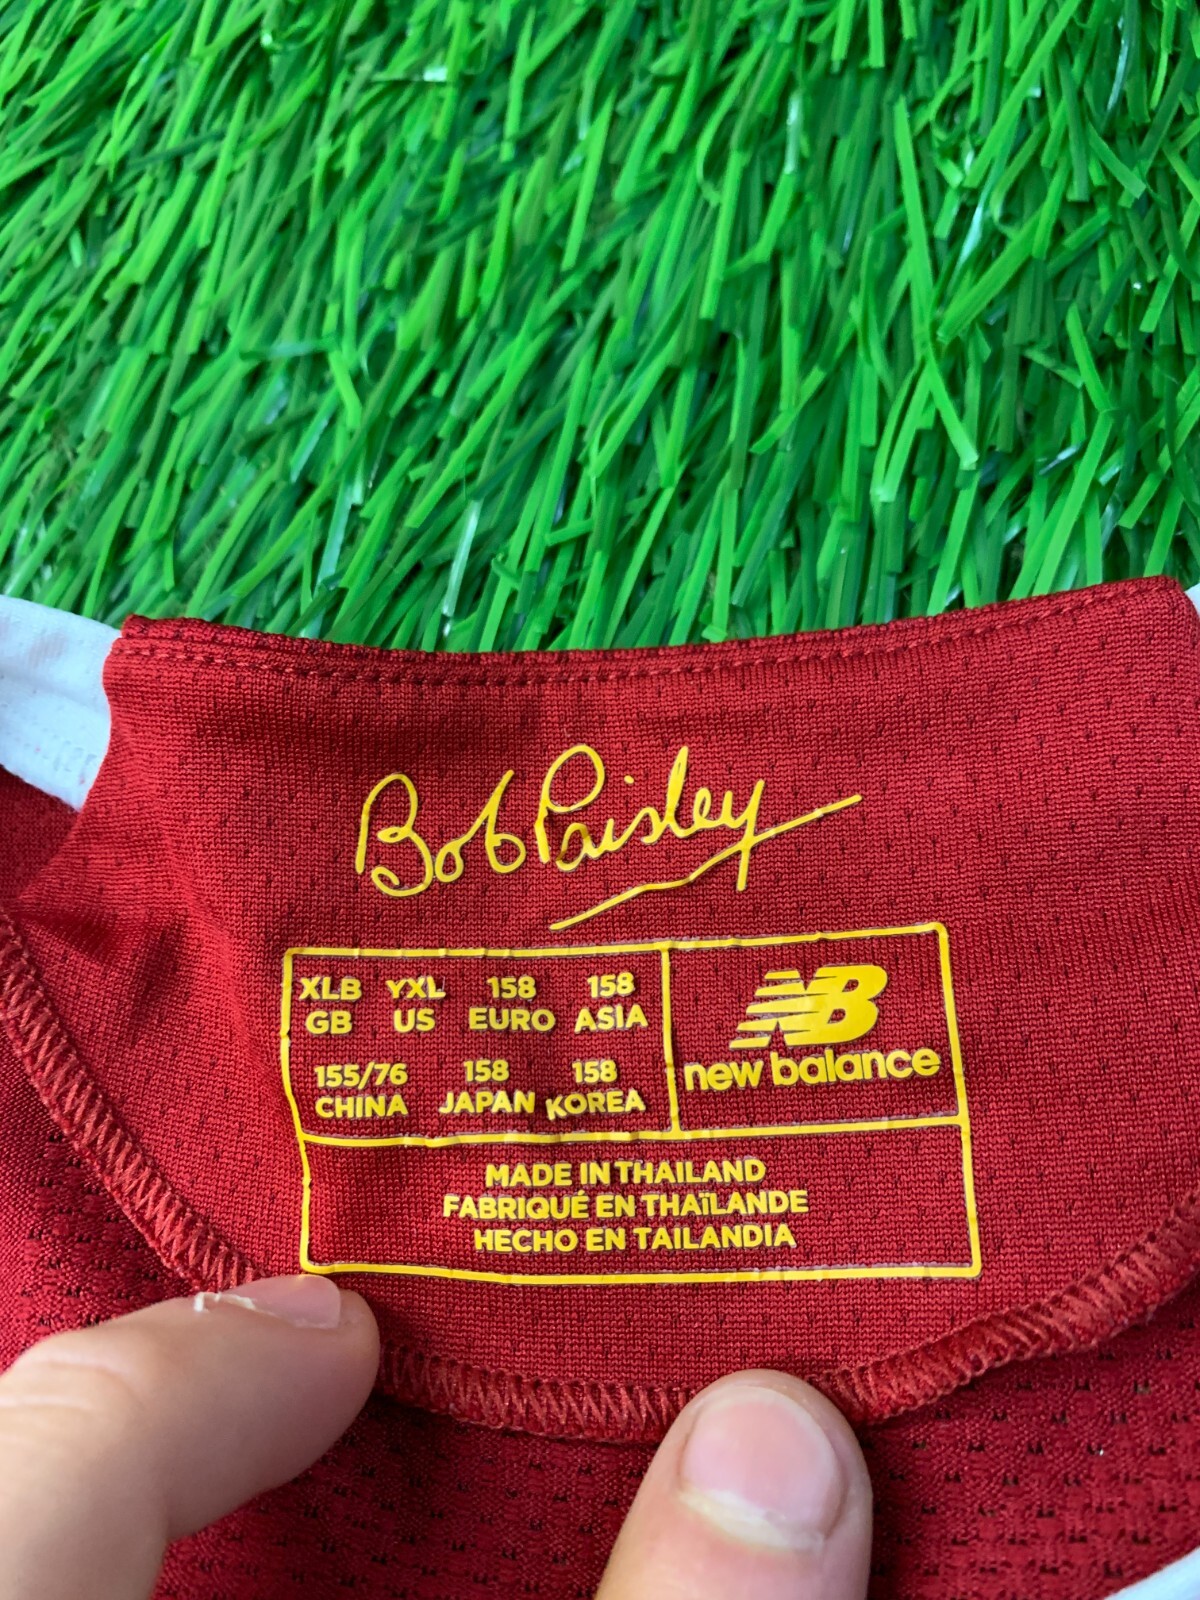 Bob Paisley
XLB YXL 158 158
GB US EURO ASIA
155/76 158 158
CHINA JAPAN KOREA
NB
new balance
MADE IN THAILAND
FABRIQUÉ EN THAÏLANDE
HECHO EN TAILANDIA